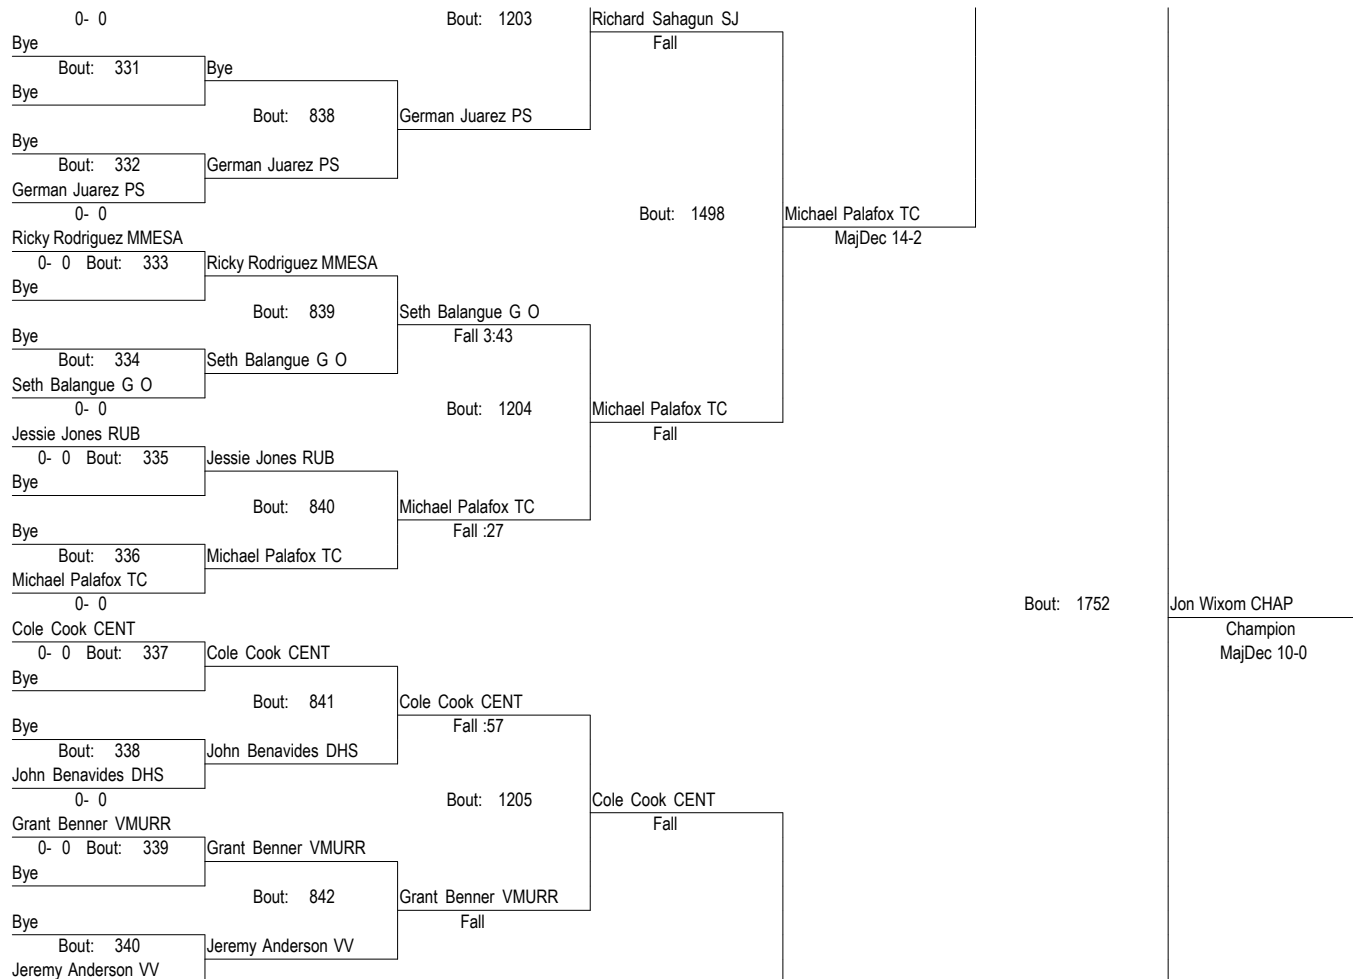 0- 0 Bout: 1203 Richard Sahagun SJ
Bye Fall
Bout: 331 Bye
Bye
Bout: 838 German Juarez PS
Bye
Bout: 332 German Juarez PS
German Juarez PS
0- 0 Bout: 1498 Michael Palafox TC
Ricky Rodriguez MMESA MajDec 14-2
0- 0 Bout: 333 Ricky Rodriguez MMESA
Bye
Bout: 839 Seth Balangue G O
Bye Fall 3:43
Bout: 334 Seth Balangue G O
Seth Balangue G O
0- 0 Bout: 1204 Michael Palafox TC
Jessie Jones RUB Fall
0- 0 Bout: 335 Jessie Jones RUB
Bye
Bout: 840 Michael Palafox TC
Bye Fall :27
Bout: 336 Michael Palafox TC
Michael Palafox TC
0- 0 Bout: 1752 Jon Wixom CHAP
Cole Cook CENT Champion
0- 0 Bout: 337 Cole Cook CENT MajDec 10-0
Bye
Bout: 841 Cole Cook CENT
Bye Fall :57
Bout: 338 John Benavides DHS
John Benavides DHS
0- 0 Bout: 1205 Cole Cook CENT
Grant Benner VMURR Fall
0- 0 Bout: 339 Grant Benner VMURR
Bye
Bout: 842 Grant Benner VMURR
Bye Fall
Bout: 340 Jeremy Anderson VV
Jeremy Anderson VV